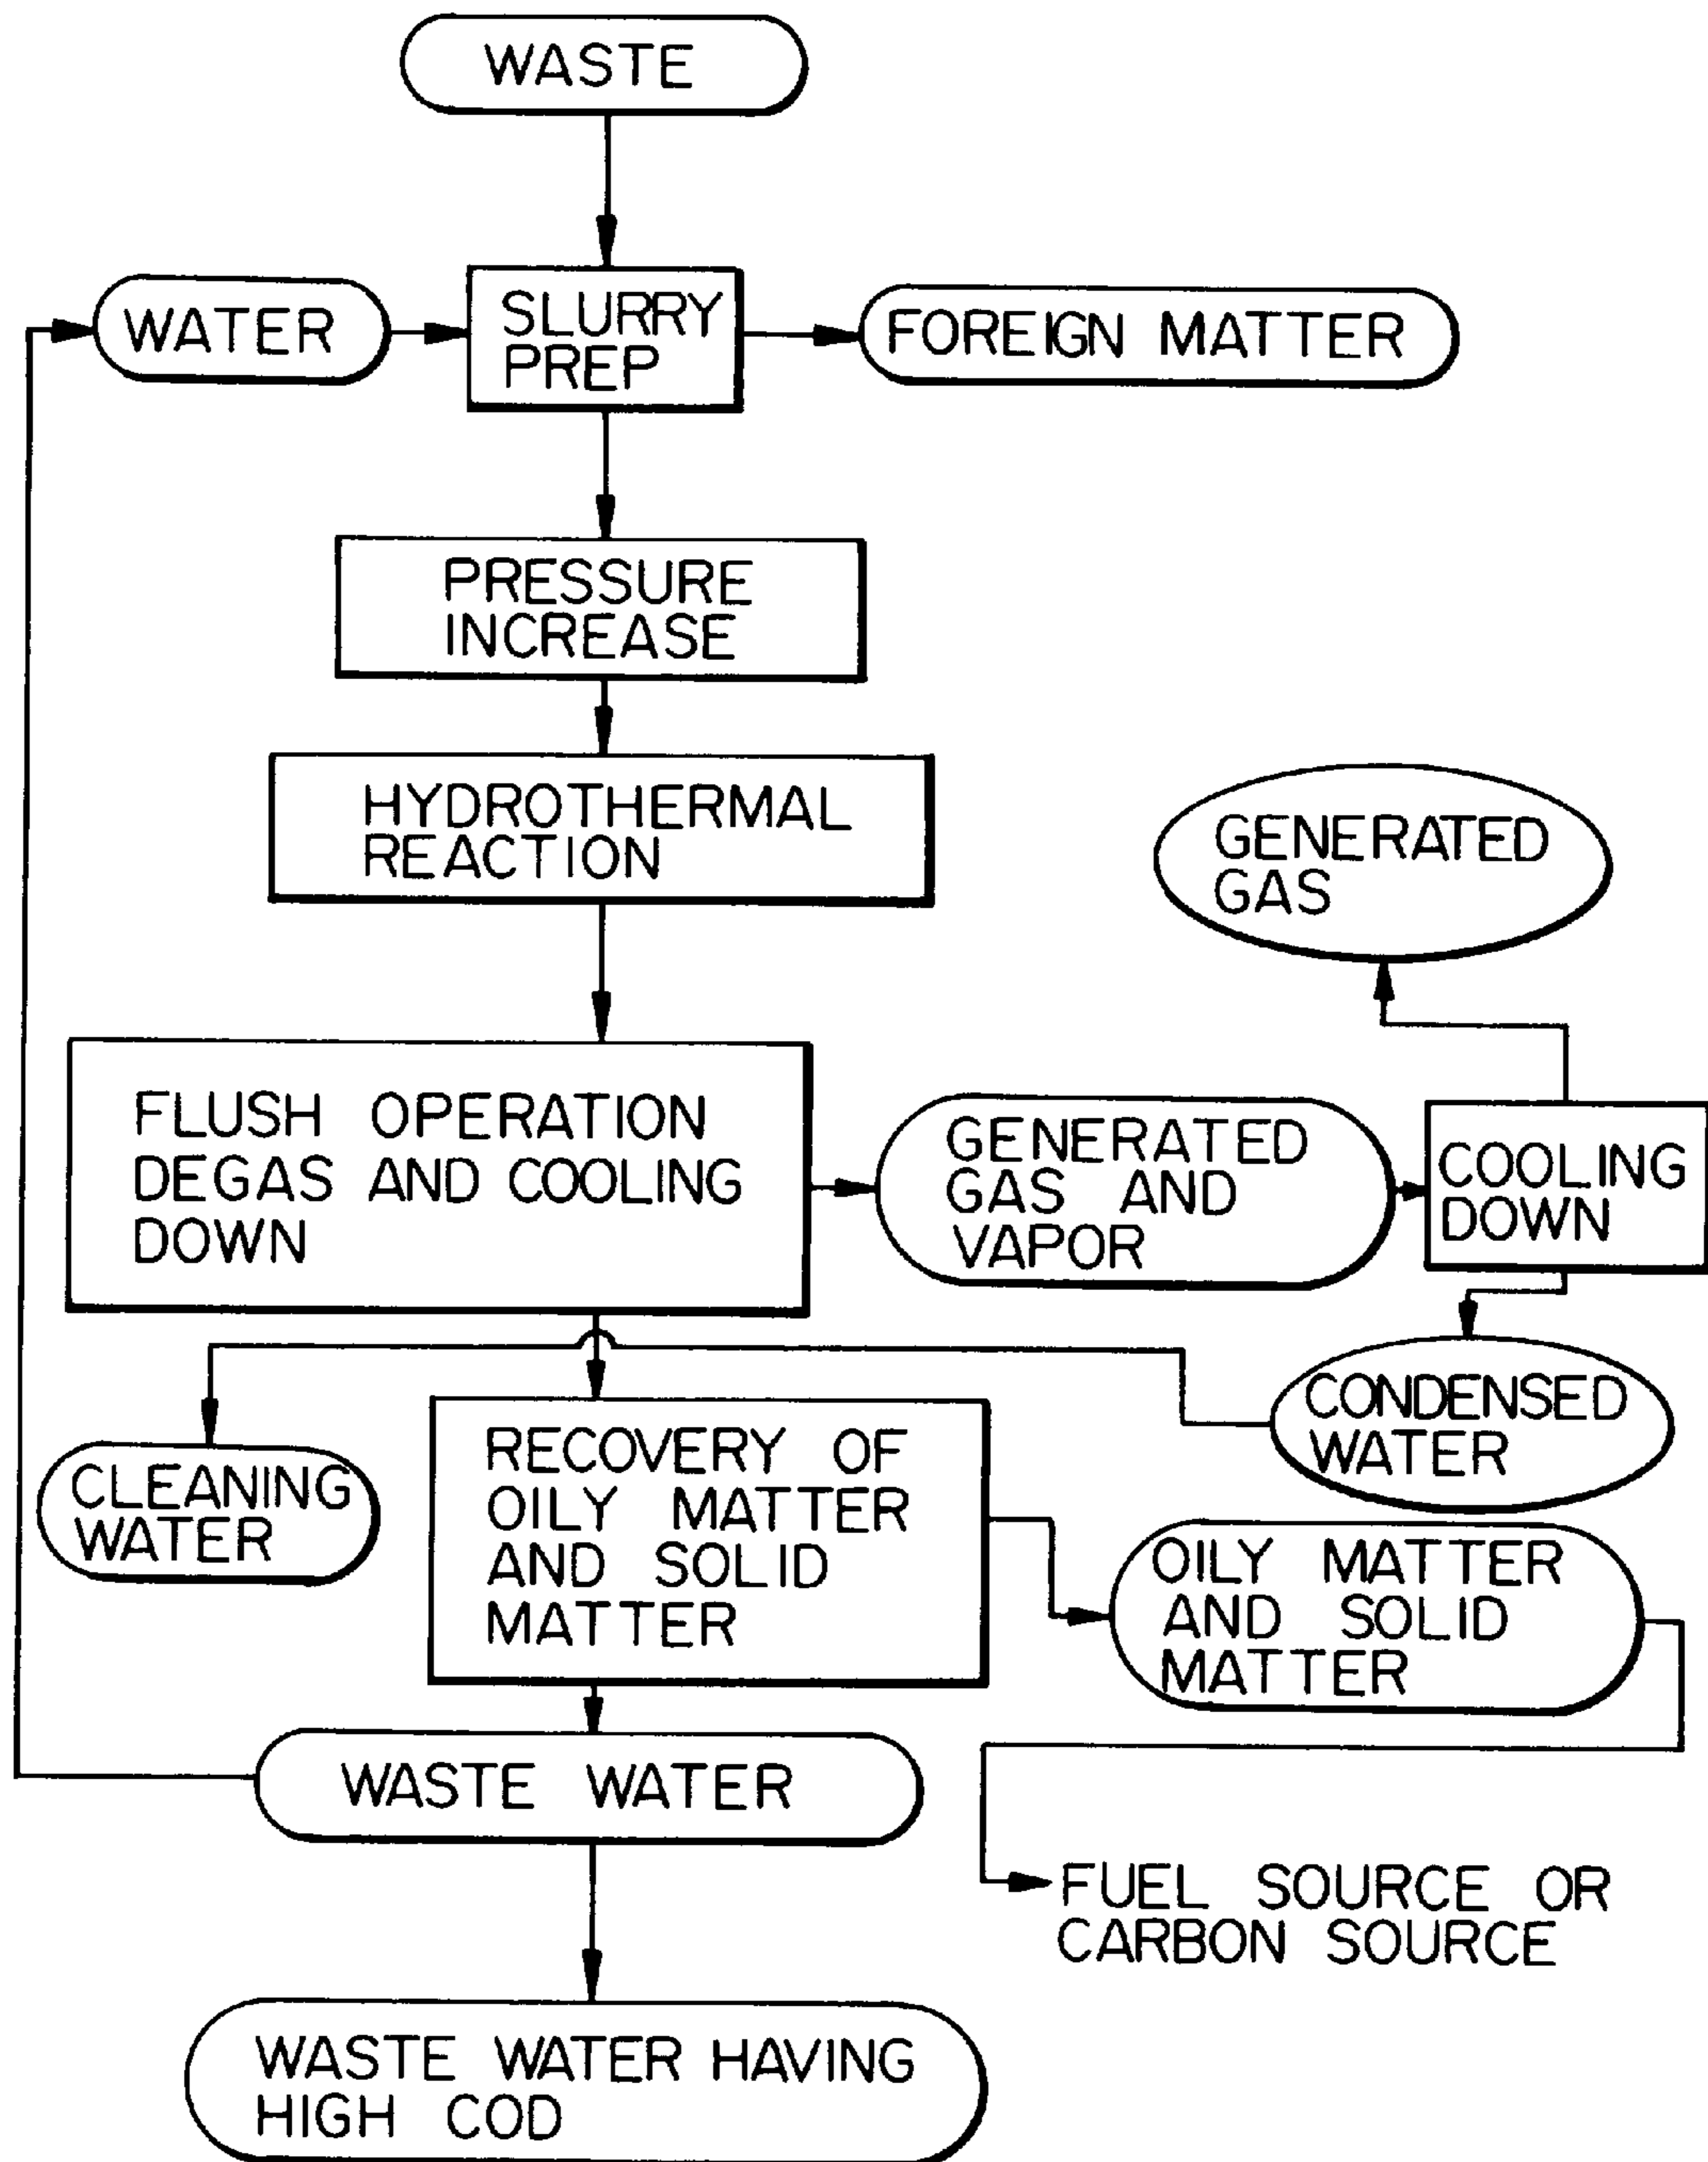 WASTE
WATER
SLURRY
PREP
FOREIGN MATTER
PRESSURE
INCREASE
HYDROTHERMAL
REACTION
GENERATED
GAS
FLUSH OPERATION
DEGAS AND COOLING
DOWN
GENERATED
GAS AND
VAPOR
COOLING
DOWN
CONDENSED
WATER
CLEANING
WATER
RECOVERY OF
OILY MATTER
AND SOLID
MATTER
OILY MATTER
AND SOLID
MATTER
WASTE WATER
FUEL SOURCE OR
CARBON SOURCE
WASTE WATER HAVING
HIGH COD